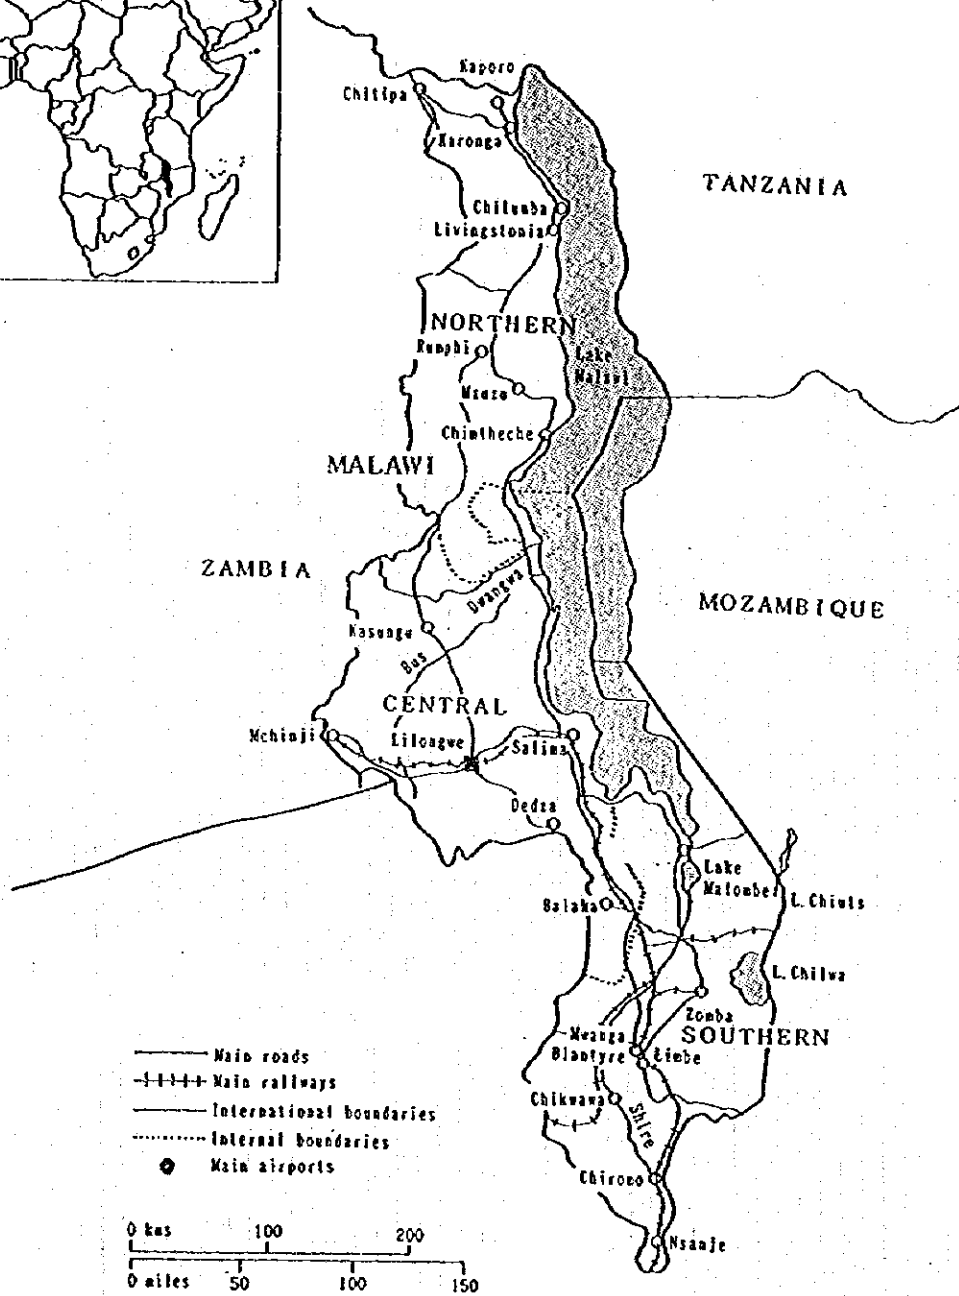 Kaporo
Chitipa
Karonga
TANZANIA
Chilumba
Livingstonia
NORTHERN
Rumphi
Lake
Malawi
Mzuzu
Chintheche
MALAWI
ZAMBIA
Dwangwa
MOZAMBIQUE
Kasungu
Bus
CENTRAL
Mchinji
Lilongwe
Salima
Dedza
Lake
Malombe
L. Chiuta
Balaka
L. Chilwa
Zomba
SOUTHERN
Mwanza
Blantyre
Limbe
Chikwawa
Shire
Chiromo
Nsanje
Main roads
Main railways
International boundaries
Internal boundaries
Main airports
0 kms 100 200
0 miles 50 100 150